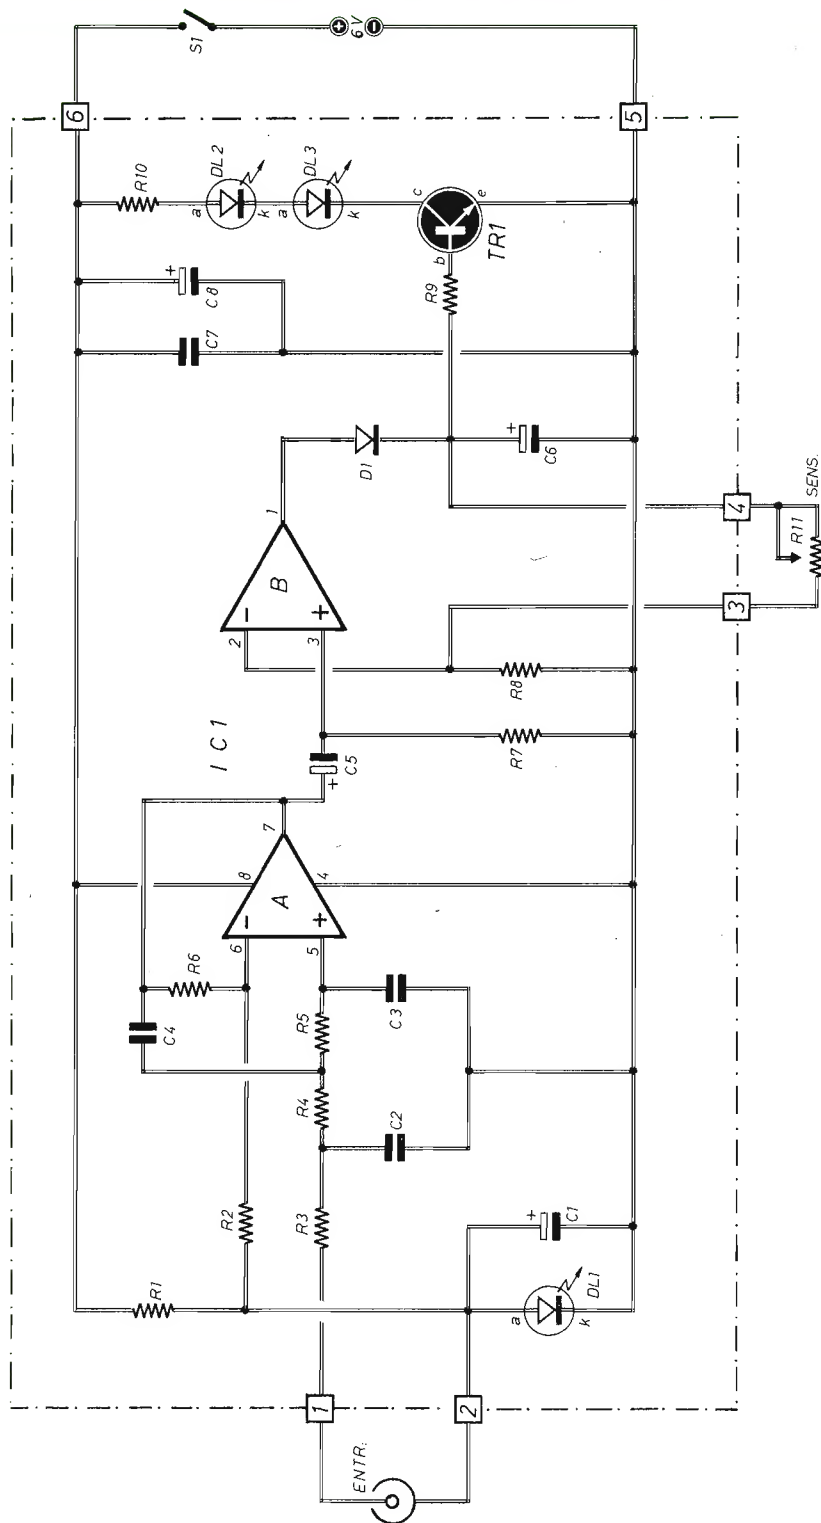 S1
+
6 V
−
6
5
R10
a
DL2
k
a
DL3
k
c
b
e
TR1
R9
+
C8
C7
D1
+
C6
4
3
R11
SENS.
1
B
−
+
2
3
R8
R7
IC1
+
C5
7
8
A
4
−
+
6
5
R6
C4
R5
C3
R4
C2
R2
R3
R1
+
C1
a
DL1
k
1
2
ENTR.